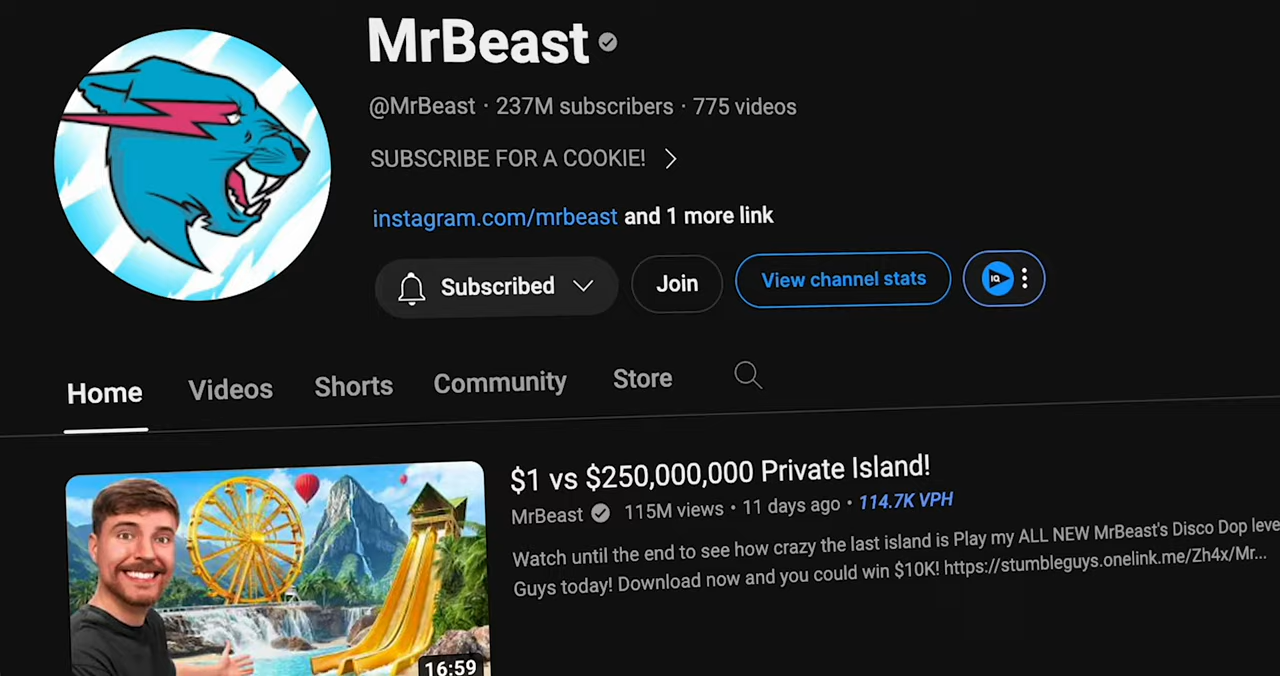 MrBeast
@MrBeast · 237M subscribers · 775 videos
SUBSCRIBE FOR A COOKIE!
instagram.com/mrbeast and 1 more link
Subscribed
Join
View channel stats
IQ
Home
Videos
Shorts
Community
Store
$1 vs $250,000,000 Private Island!
MrBeast
115M views • 11 days ago • 114.7K VPH
Watch until the end to see how crazy the last island is Play my ALL NEW MrBeast's Disco Dop leve
Guys today! Download now and you could win $10K! https://stumbleguys.onelink.me/Zh4x/Mr...
16:59